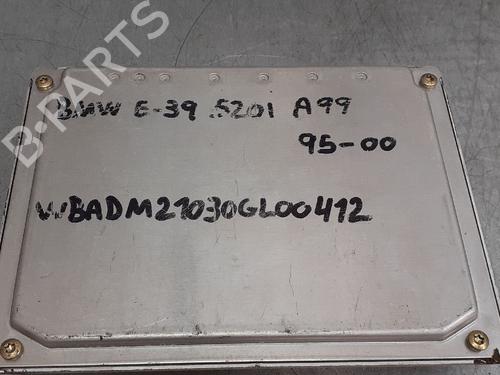 B-PARTS
BMW E-39 520I A99
95-00
WBADM21030GL00412